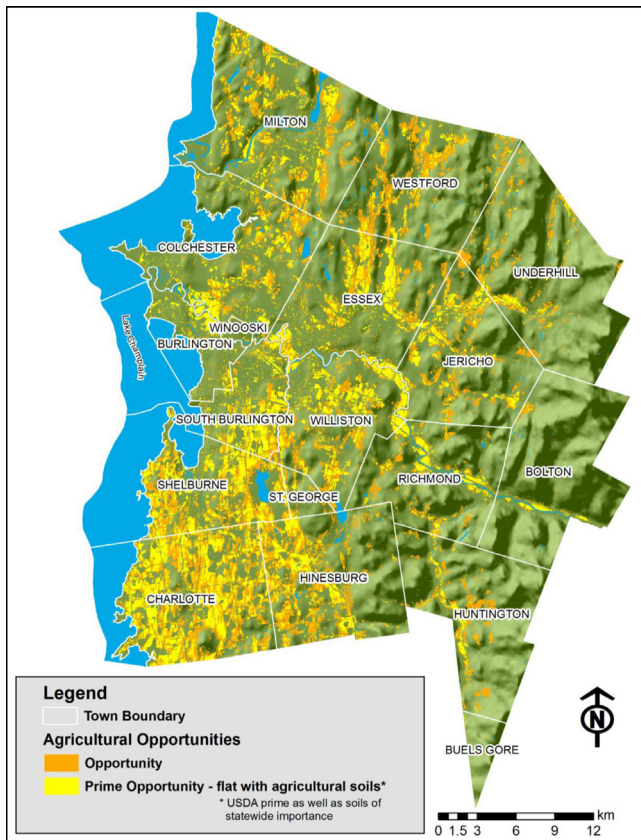 MILTON
WESTFORD
COLCHESTER
UNDERHILL
ESSEX
Lake Champlain
WINOOSKI
BURLINGTON
JERICHO
SOUTH BURLINGTON
WILLISTON
BOLTON
SHELBURNE
RICHMOND
ST. GEORGE
HINESBURG
CHARLOTTE
HUNTINGTON
BUELS GORE
Legend
Town Boundary
Agricultural Opportunities
Opportunity
Prime Opportunity - flat with agricultural soils*
* USDA prime as well as soils of
statewide importance
N
km
0 1.5 3 6 9 12